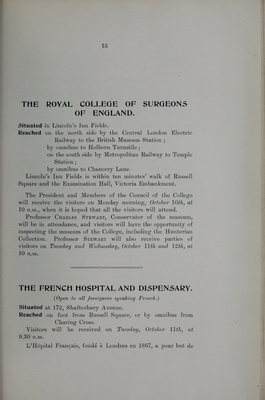 13
THE ROYAL COLLEGE OF SURGEONS
OF ENGLAND.
Situated in Lincoln's Inn Fields.
Reached on the north side by the Central London Electric
Railway to the British Museum Station ;
by omnibus to Holborn Turnstile ;
on the south side by Metropolitan Railway to Temple
Station ;
by omnibus to Chancery Lane.
Lincoln's Inn Fields is within ten minutes' walk of Russell
Square and the Examination Hall, Victoria Embankment.
The President and Members of the Council of the College
will receive the visitors on Monday morning, October 10th, at
10 a.m., when it is hoped that all the visitors will attend.
Professor CHARLES STEWART, Conservator of the museum,
will be in attendance, and visitors will have the opportunity of
inspecting the museum of the College, including the Hunterian
Collection. Professor STEWART will also receive parties of
visitors on Tuesday and Wednesday, October 11th and 12th, at
10 a.m.
THE FRENCH HOSPITAL AND DISPENSARY.
(Open to all foreigners speaking French.)
Situated at 172, Shaftesbury Avenue.
Reached on foot from Russell Square, or by omnibus from
Charing Cross.
Visitors will be received on Tuesday, October 11th, at
9.30 a.m.
L'Hôpital Français, fondé à Londres en 1867, a pour but de